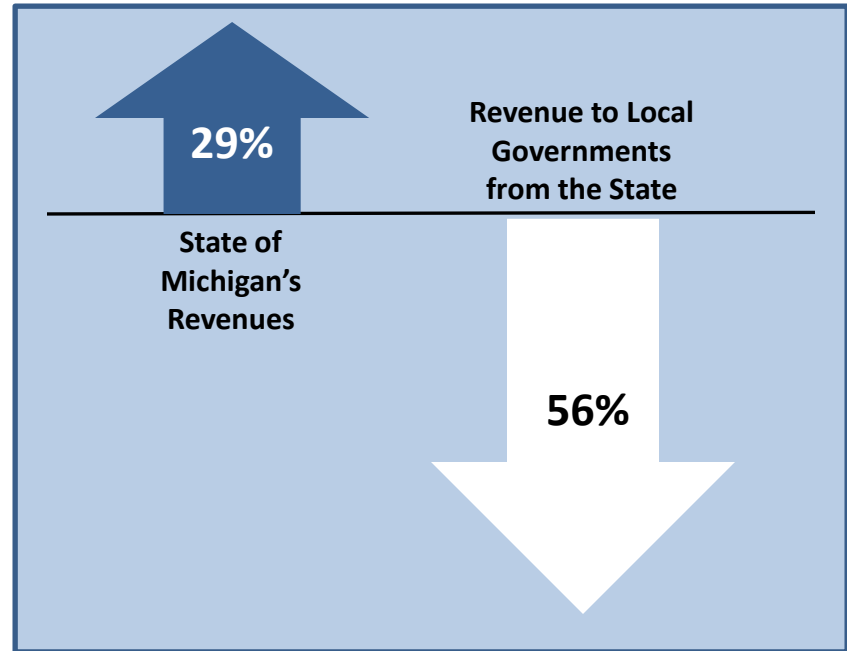 29%
State of
Michigan’s
Revenues
Revenue to Local
Governments
from the State
56%